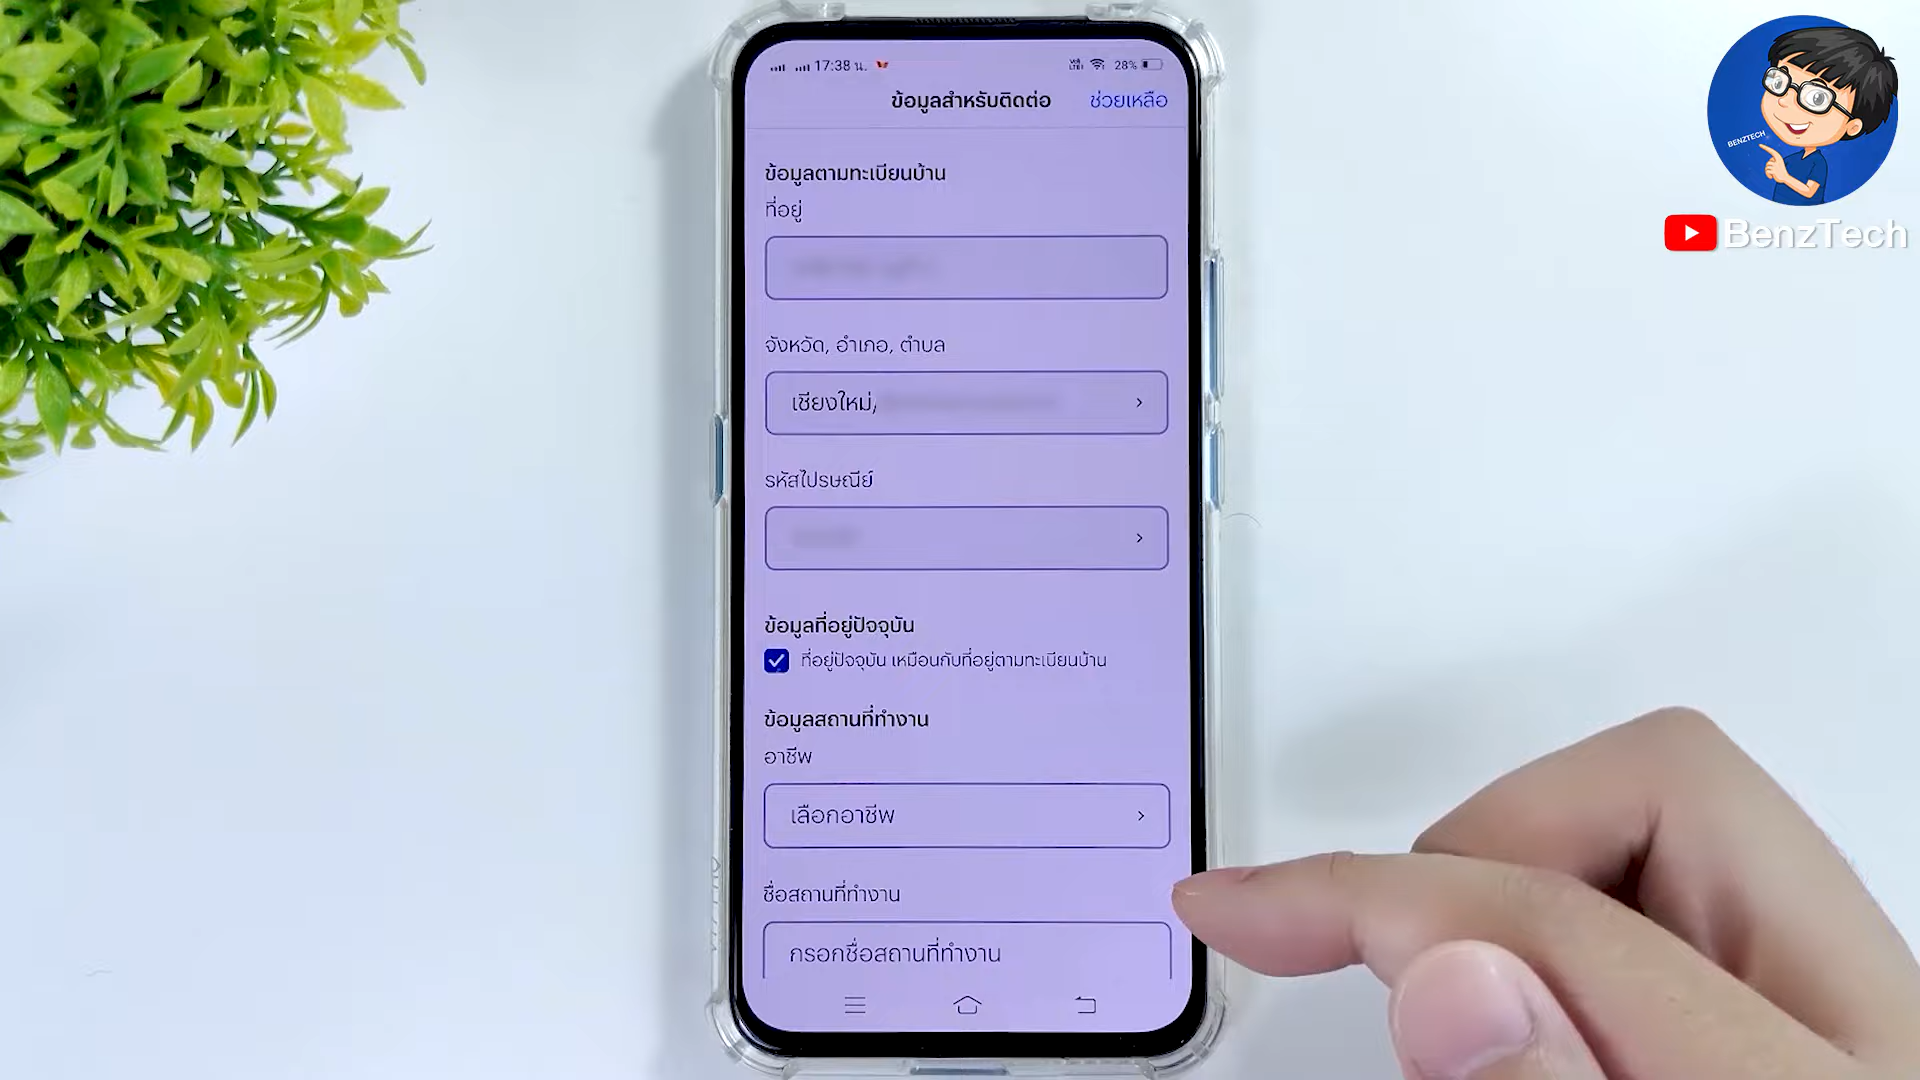 17:38 น.
28%
ข้อมูลสำหรับติดต่อ
ช่วยเหลือ
ข้อมูลตามทะเบียนบ้าน
ที่อยู่
จังหวัด, อำเภอ, ตำบล
เชียงใหม่,
รหัสไปรษณีย์
ข้อมูลที่อยู่ปัจจุบัน
ที่อยู่ปัจจุบัน เหมือนกับที่อยู่ตามทะเบียนบ้าน
ข้อมูลสถานที่ทำงาน
อาชีพ
เลือกอาชีพ
ชื่อสถานที่ทำงาน
กรอกชื่อสถานที่ทำงาน
BENZTECH
BenzTech